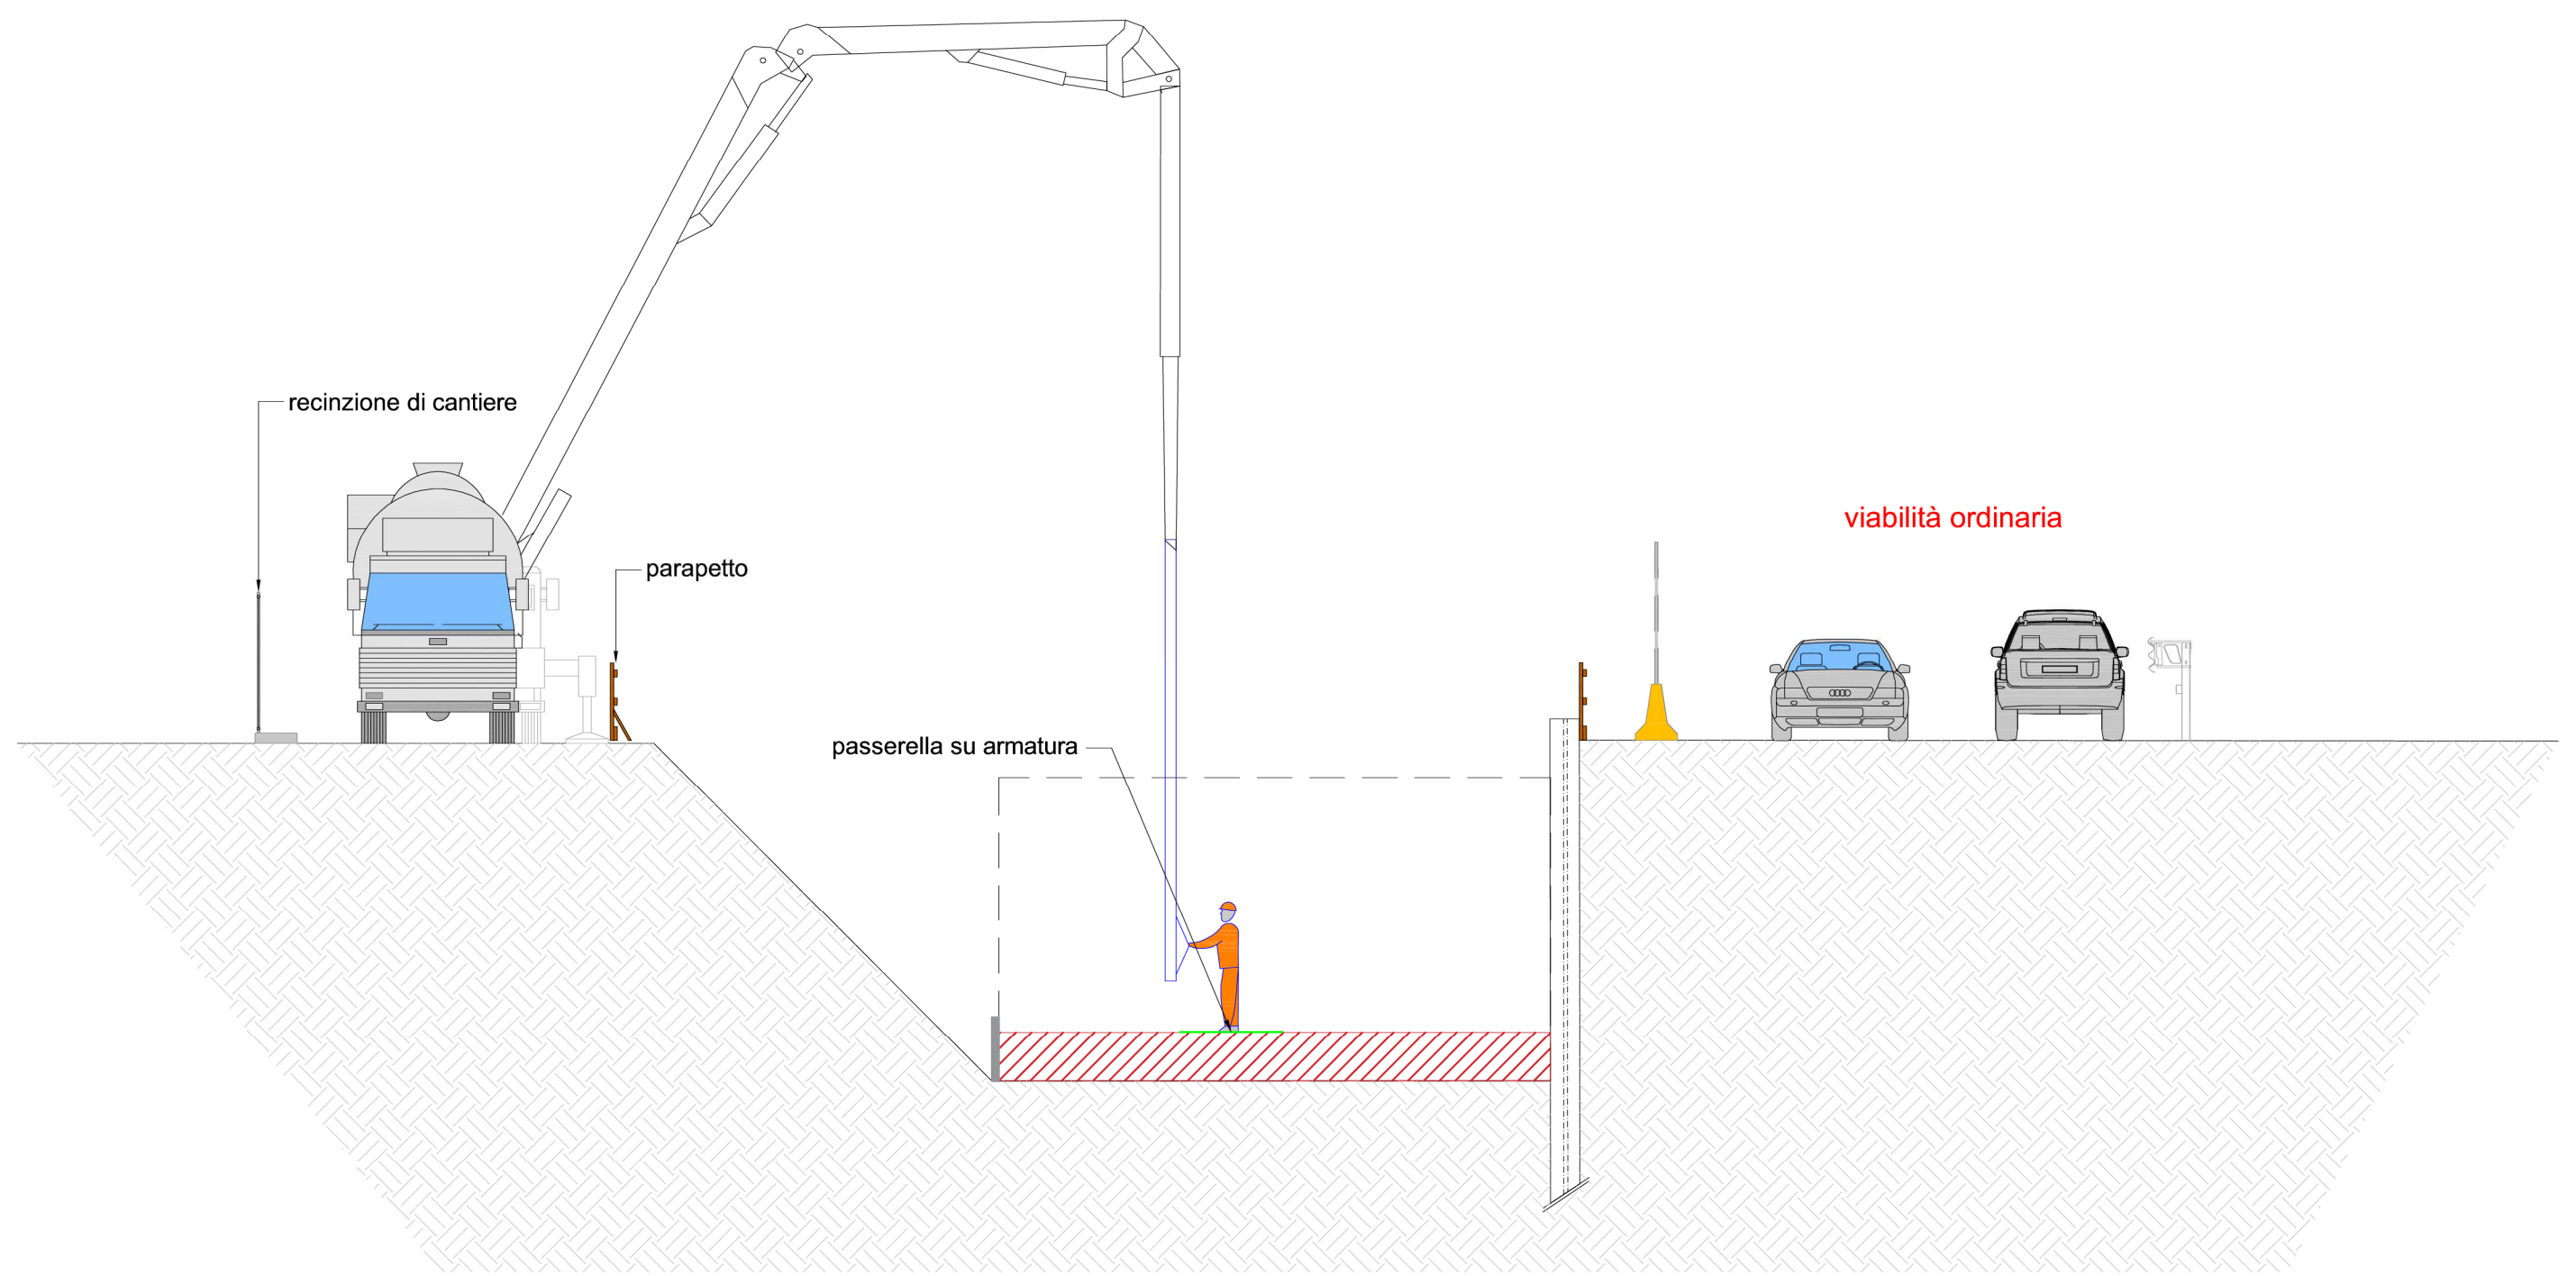 recinzione di cantiere
viabilità ordinaria
parapetto
passerella su armatura